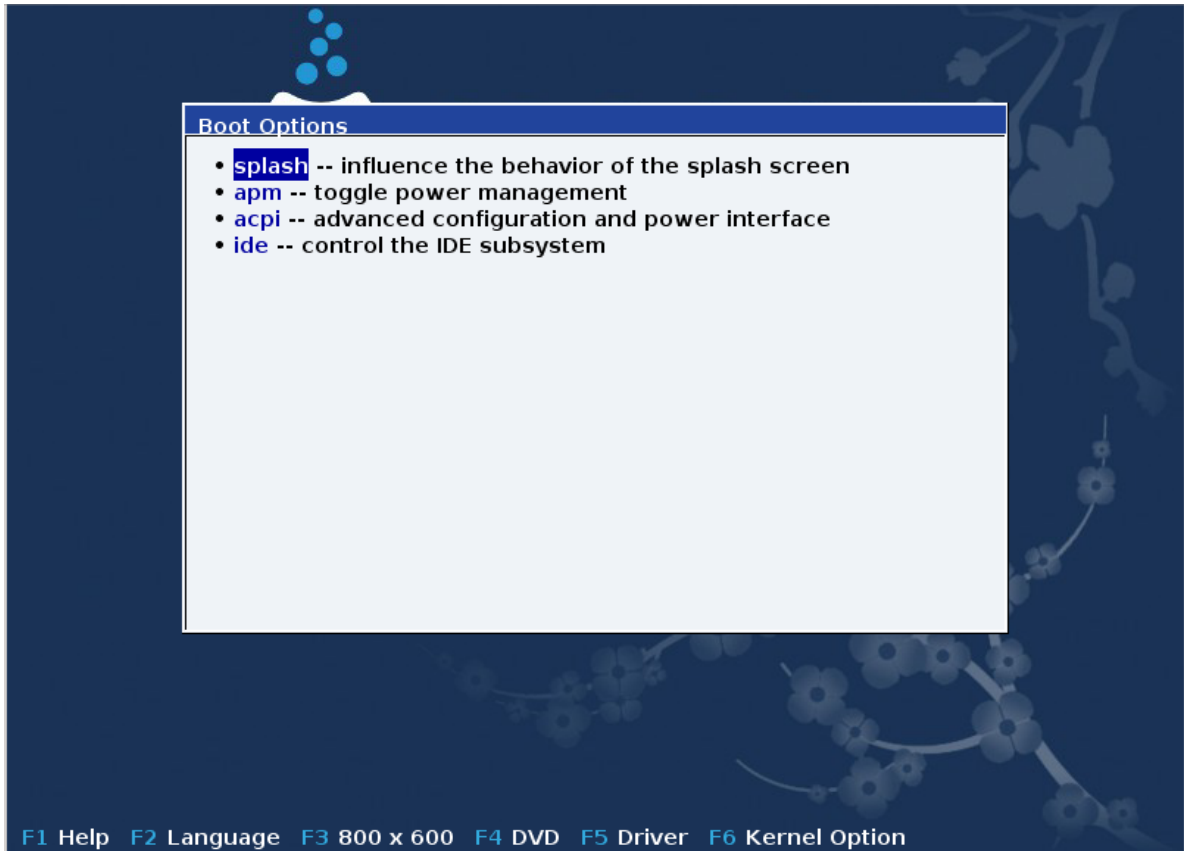 Boot Options
• splash -- influence the behavior of the splash screen
• apm -- toggle power management
• acpi -- advanced configuration and power interface
• ide -- control the IDE subsystem
F1 Help F2 Language F3 800 x 600 F4 DVD F5 Driver F6 Kernel Option